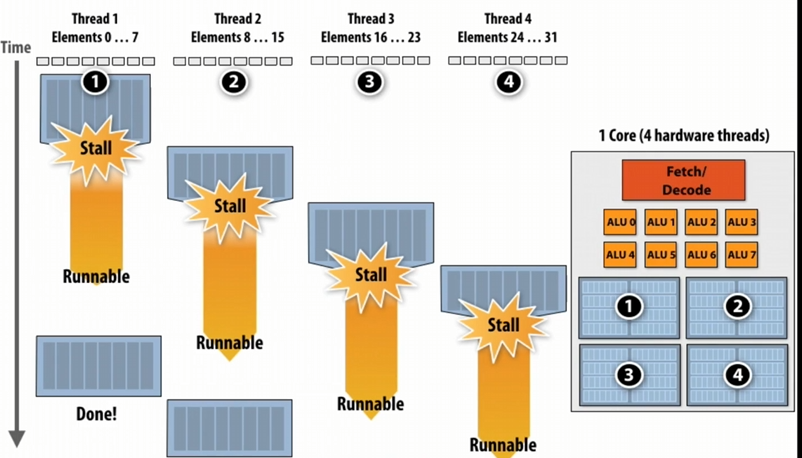 Thread 1
Elements 0 … 7
Thread 2
Elements 8 … 15
Thread 3
Elements 16 … 23
Thread 4
Elements 24 … 31
Time
1
2
3
4
Stall
Stall
Stall
Stall
Runnable
Runnable
Runnable
Runnable
Done!
1 Core (4 hardware threads)
Fetch/
Decode
ALU 0
ALU 1
ALU 2
ALU 3
ALU 4
ALU 5
ALU 6
ALU 7
1
2
3
4